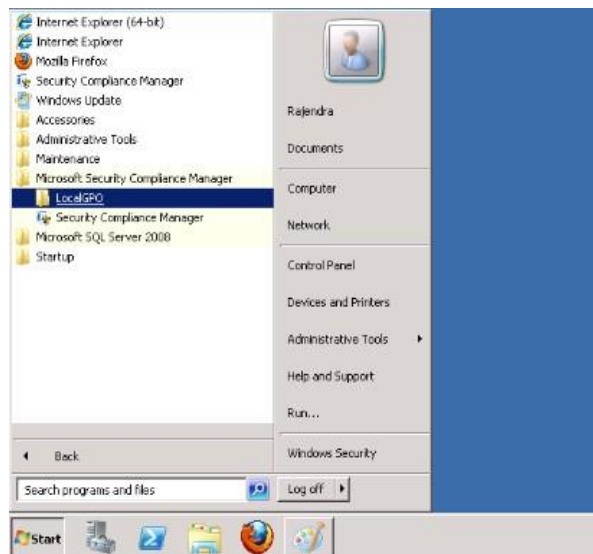 Internet Explorer (64-bit)
Internet Explorer
Mozilla Firefox
Security Compliance Manager
Windows Update
Accessories
Administrative Tools
Maintenance
Microsoft Security Compliance Manager
LocalGPO
Security Compliance Manager
Microsoft SQL Server 2008
Startup
Back
Search programs and files
Rajendra
Documents
Computer
Network
Control Panel
Devices and Printers
Administrative Tools
Help and Support
Run...
Windows Security
Log off
Start